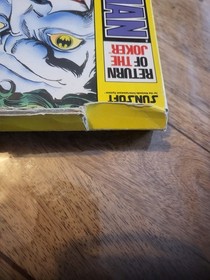 MAN
RETURN
OF THE
JOKER
SUNSOFT